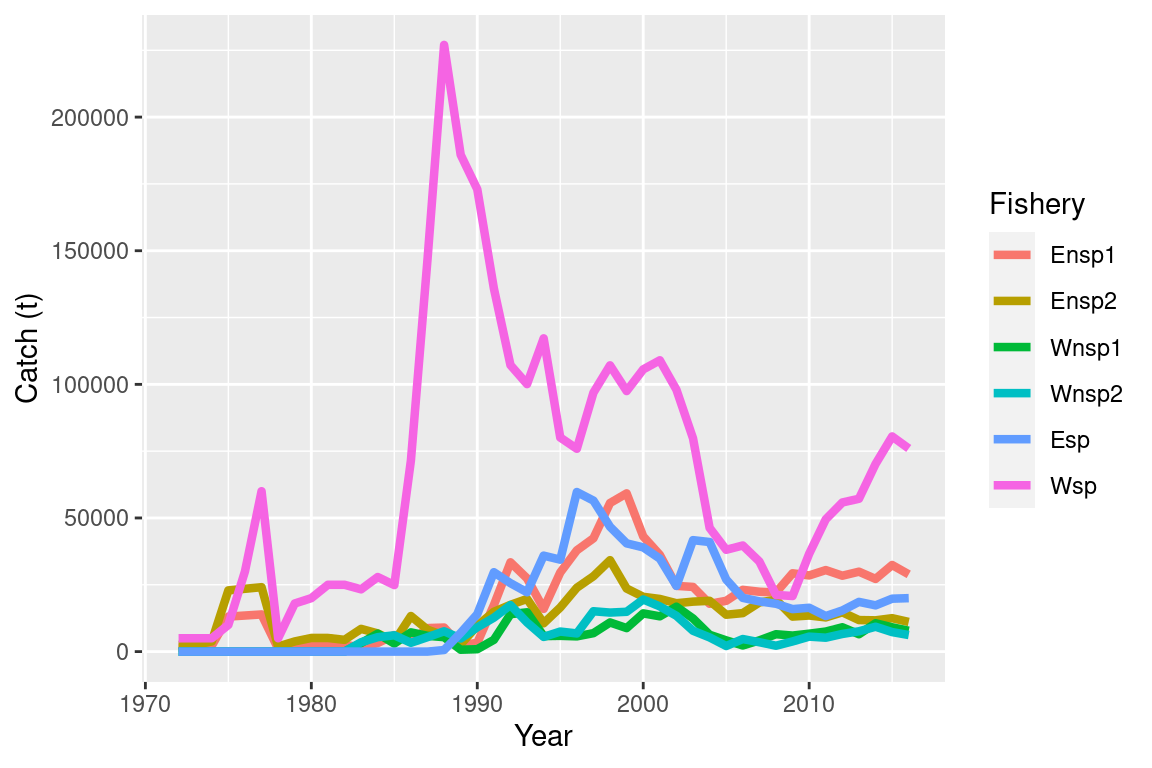 Catch (t)
200000
150000
100000
50000
0
1970
1980
1990
2000
2010
Year
Fishery
Ensp1
Ensp2
Wnsp1
Wnsp2
Esp
Wsp